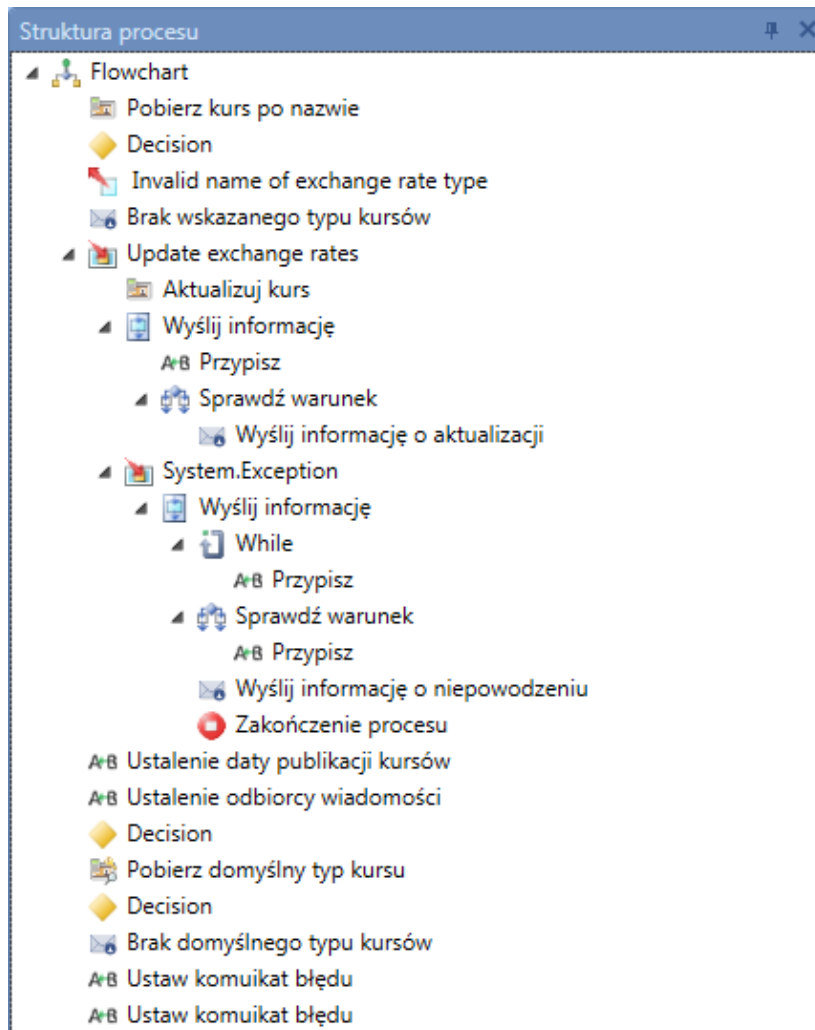 Struktura procesu
Flowchart
Pobierz kurs po nazwie
Decision
Invalid name of exchange rate type
Brak wskazanego typu kursów
Update exchange rates
Aktualizuj kurs
Wyślij informację
A+B Przypisz
Sprawdź warunek
Wyślij informację o aktualizacji
System.Exception
Wyślij informację
While
A+B Przypisz
Sprawdź warunek
A+B Przypisz
Wyślij informację o niepowodzeniu
Zakończenie procesu
A+B Ustalenie daty publikacji kursów
A+B Ustalenie odbiorcy wiadomości
Decision
Pobierz domyślny typ kursu
Decision
Brak domyślnego typu kursów
A+B Ustaw komuikat błędu
A+B Ustaw komuikat błędu